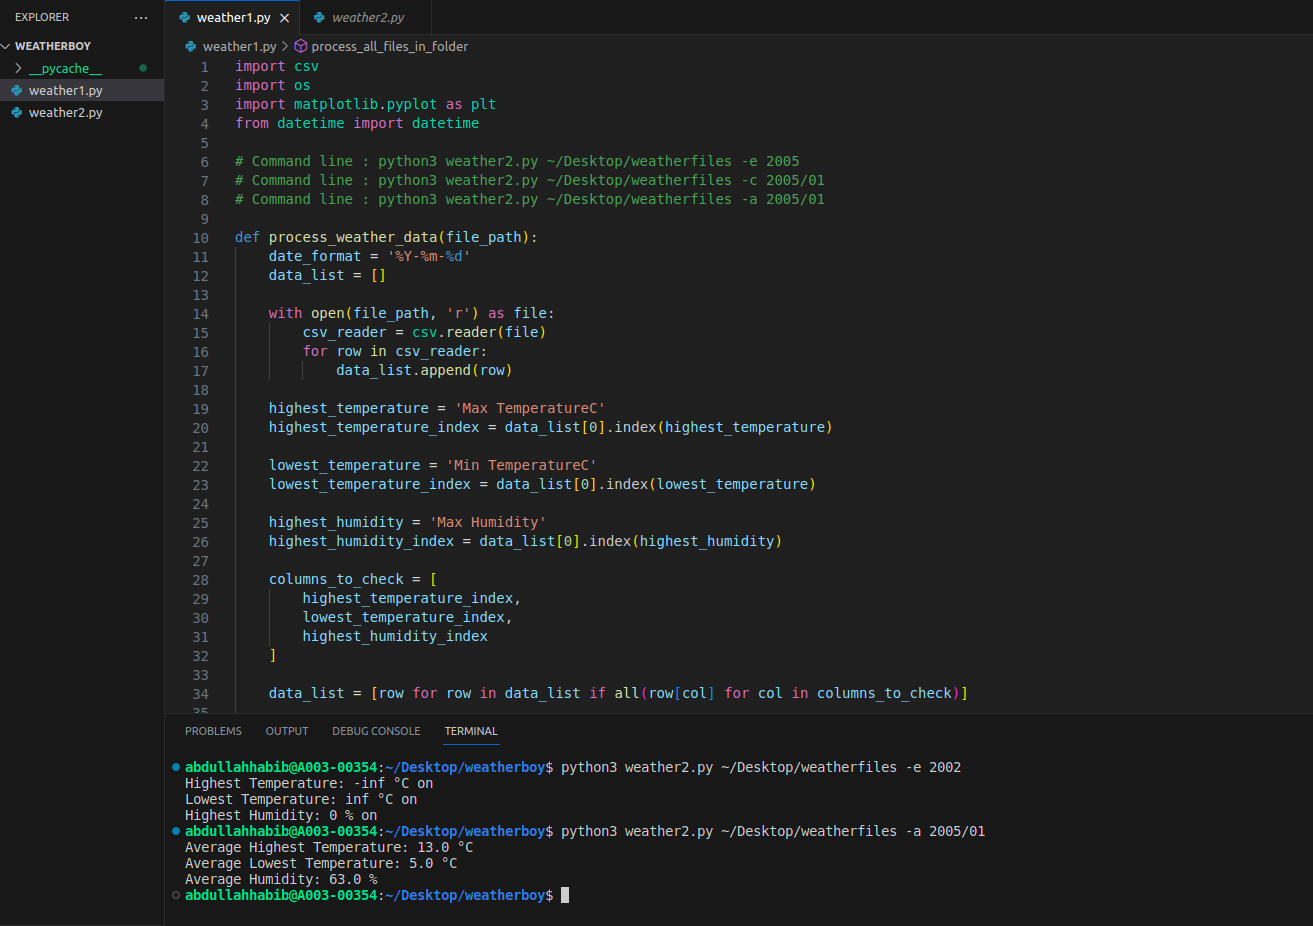 EXPLORER
···
WEATHERBOY
__pycache__
weather1.py
weather2.py
weather1.py
weather2.py
weather1.py > process_all_files_in_folder
1 import csv
2 import os
3 import matplotlib.pyplot as plt
4 from datetime import datetime
5
6 # Command line : python3 weather2.py ~/Desktop/weatherfiles -e 2005
7 # Command line : python3 weather2.py ~/Desktop/weatherfiles -c 2005/01
8 # Command line : python3 weather2.py ~/Desktop/weatherfiles -a 2005/01
9
10 def process_weather_data(file_path):
11     date_format = '%Y-%m-%d'
12     data_list = []
13
14     with open(file_path, 'r') as file:
15         csv_reader = csv.reader(file)
16         for row in csv_reader:
17             data_list.append(row)
18
19     highest_temperature = 'Max TemperatureC'
20     highest_temperature_index = data_list[0].index(highest_temperature)
21
22     lowest_temperature = 'Min TemperatureC'
23     lowest_temperature_index = data_list[0].index(lowest_temperature)
24
25     highest_humidity = 'Max Humidity'
26     highest_humidity_index = data_list[0].index(highest_humidity)
27
28     columns_to_check = [
29         highest_temperature_index,
30         lowest_temperature_index,
31         highest_humidity_index
32     ]
33
34     data_list = [row for row in data_list if all(row[col] for col in columns_to_check)]
35
PROBLEMS OUTPUT DEBUG CONSOLE TERMINAL
abdullahhabib@A003-00354:~/Desktop/weatherboy$ python3 weather2.py ~/Desktop/weatherfiles -e 2002
Highest Temperature: -inf °C on
Lowest Temperature: inf °C on
Highest Humidity: 0 % on
abdullahhabib@A003-00354:~/Desktop/weatherboy$ python3 weather2.py ~/Desktop/weatherfiles -a 2005/01
Average Highest Temperature: 13.0 °C
Average Lowest Temperature: 5.0 °C
Average Humidity: 63.0 %
abdullahhabib@A003-00354:~/Desktop/weatherboy$